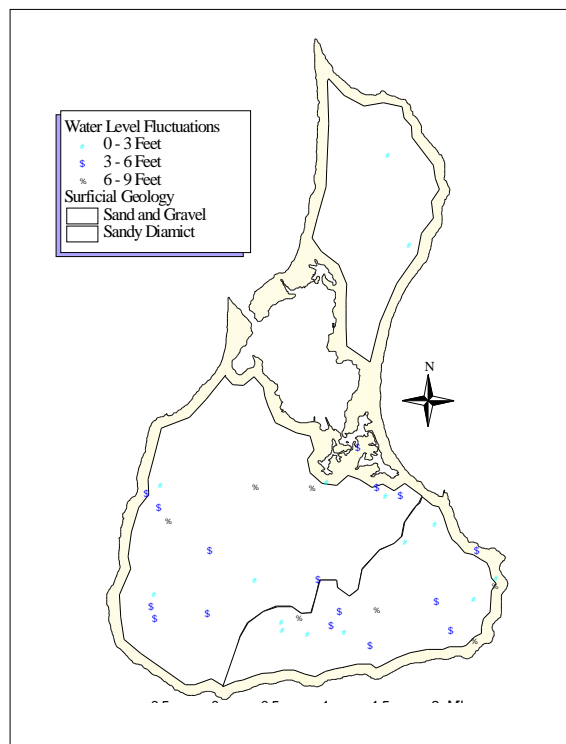 Water Level Fluctuations
# 0 - 3 Feet
$ 3 - 6 Feet
% 6 - 9 Feet
Surficial Geology
Sand and Gravel
Sandy Diamict
N